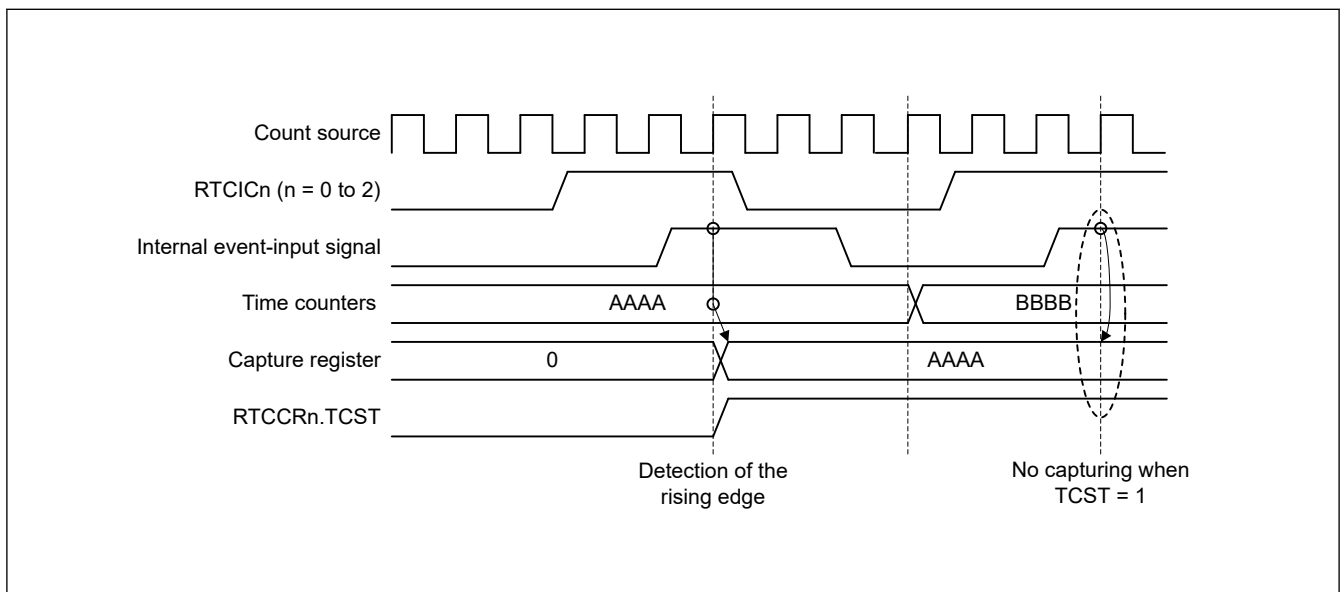 Count source
RTCICn (n = 0 to 2)
Internal event-input signal
Time counters
AAAA
BBBB
Capture register
0
AAAA
RTCCRn.TCST
Detection of the
rising edge
No capturing when
TCST = 1